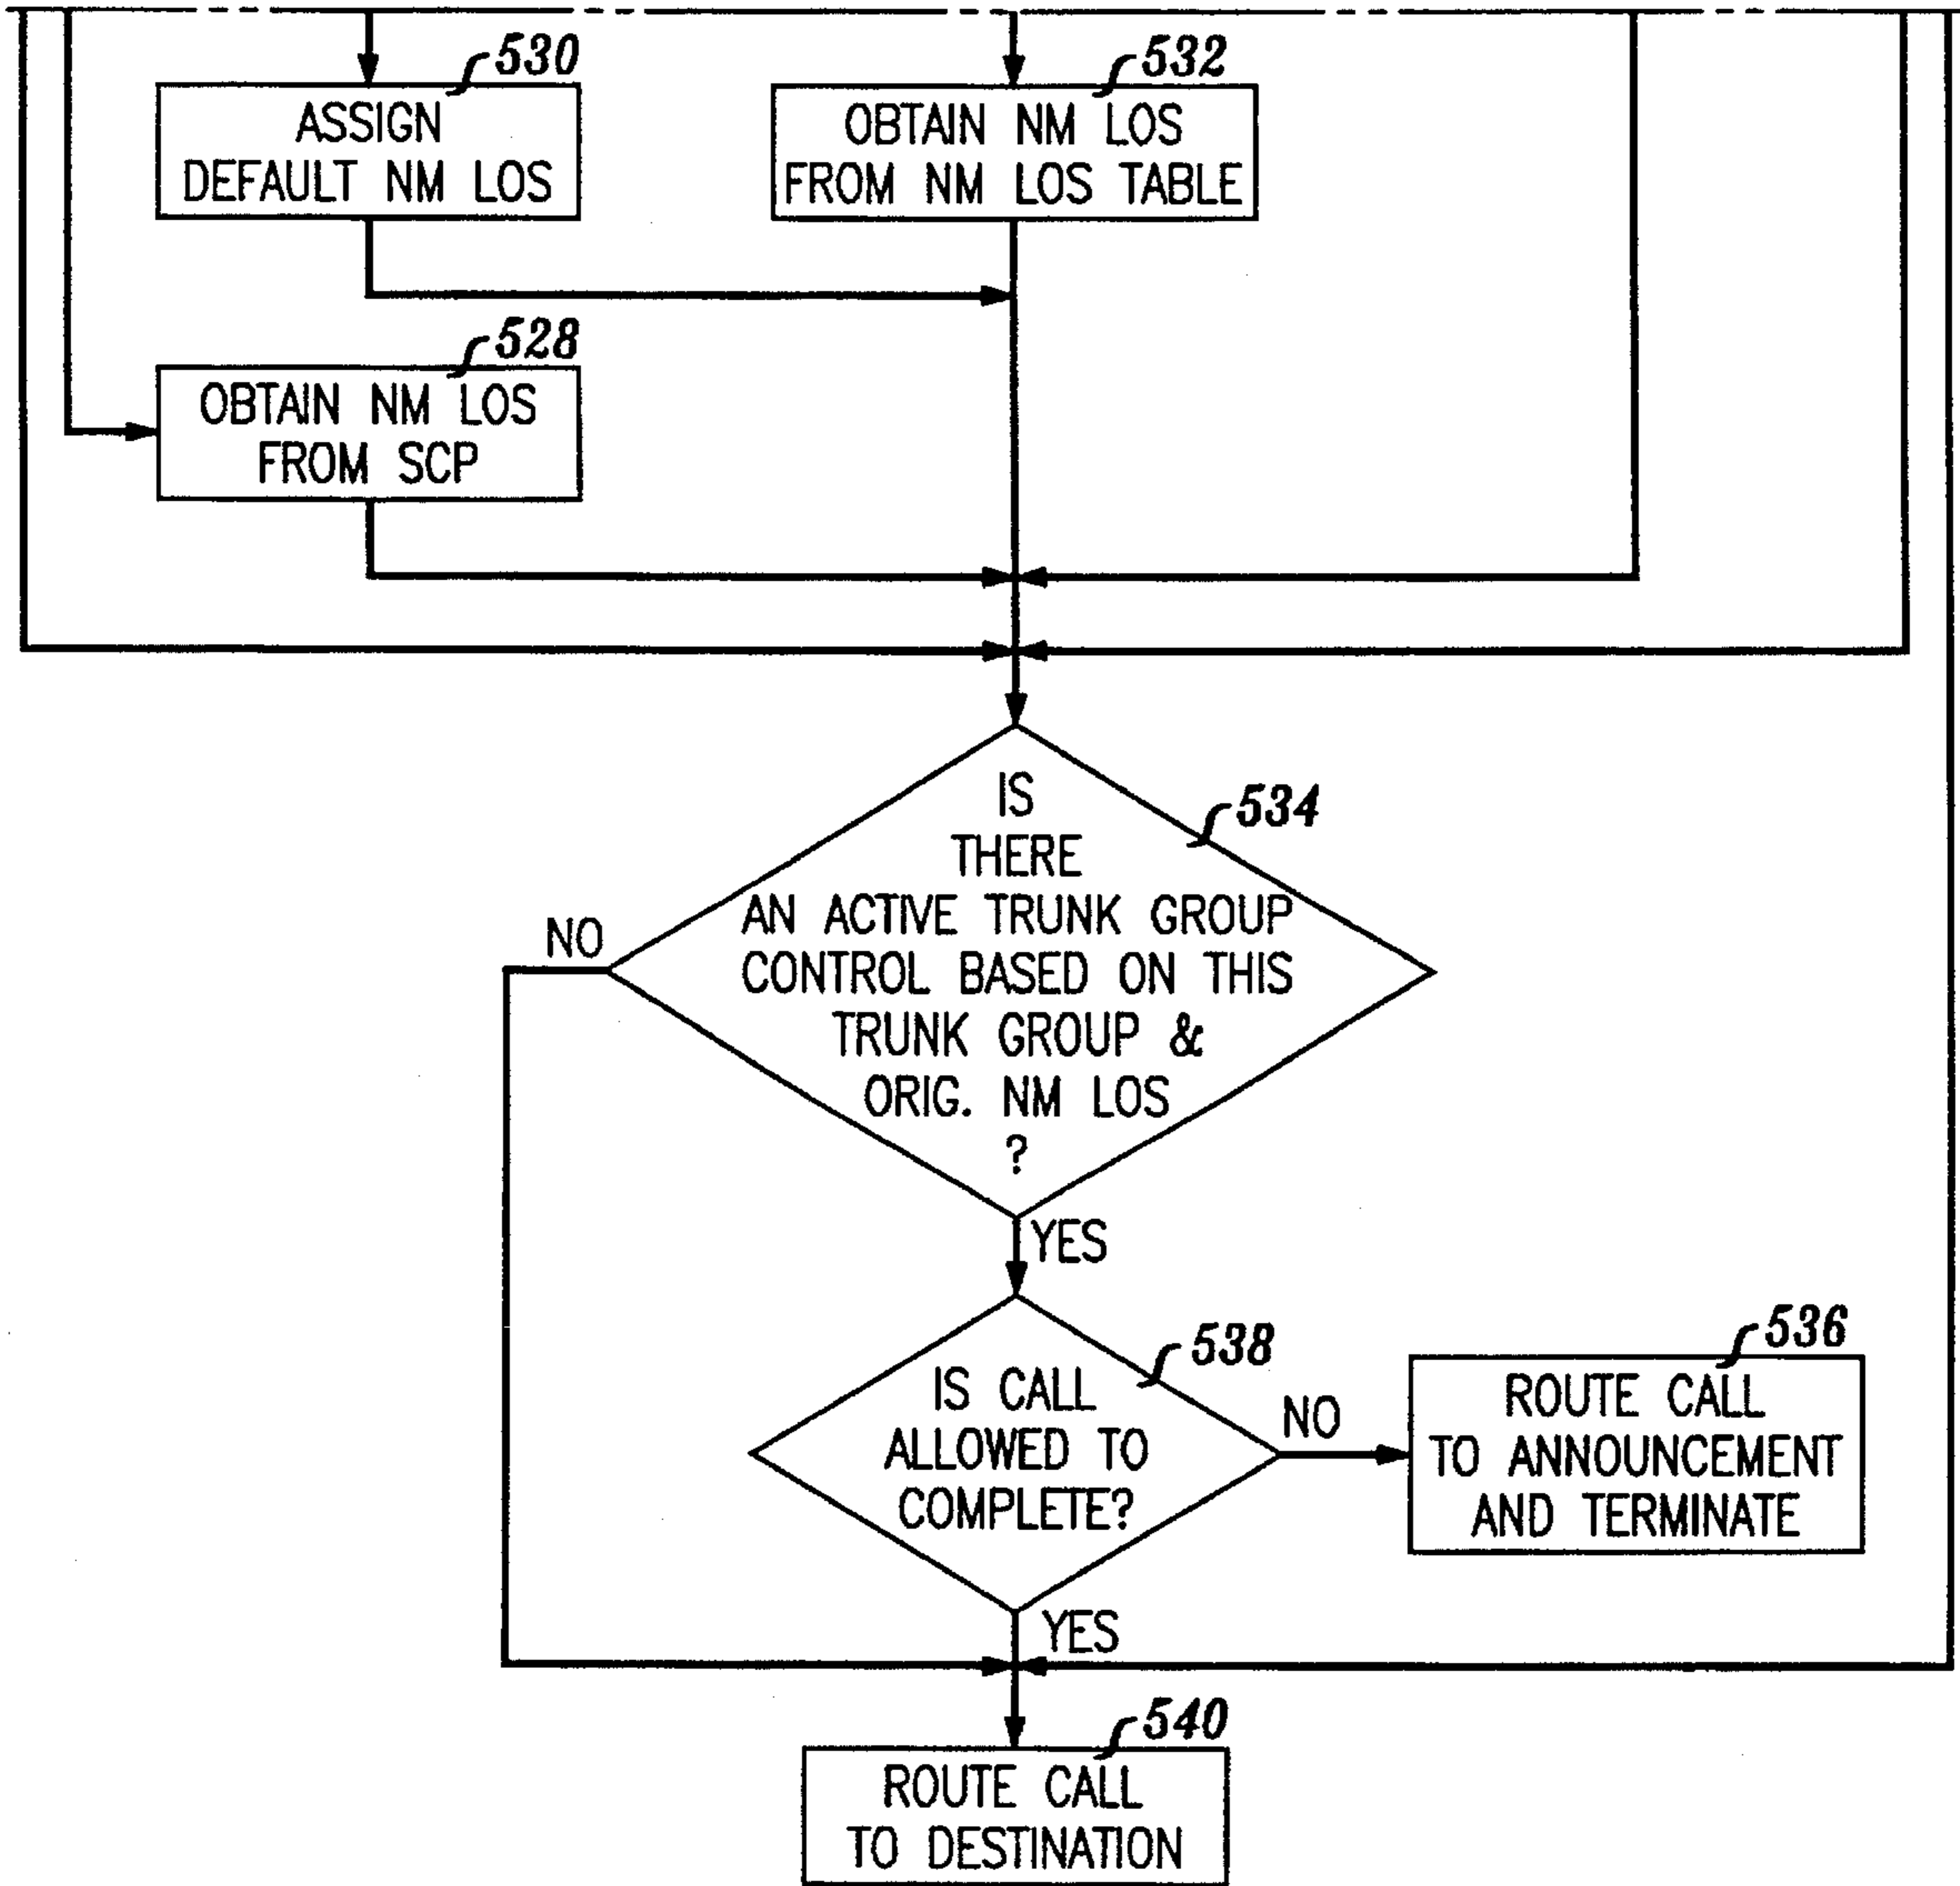 530
ASSIGN
DEFAULT NM LOS
532
OBTAIN NM LOS
FROM NM LOS TABLE
528
OBTAIN NM LOS
FROM SCP
534
IS
THERE
AN ACTIVE TRUNK GROUP
CONTROL BASED ON THIS
TRUNK GROUP &
ORIG. NM LOS
?
NO
YES
538
IS CALL
ALLOWED TO
COMPLETE?
NO
536
ROUTE CALL
TO ANNOUNCEMENT
AND TERMINATE
YES
540
ROUTE CALL
TO DESTINATION